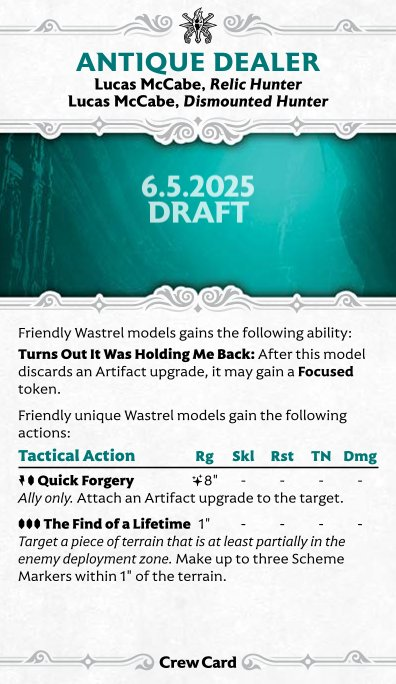 ANTIQUE DEALER
Lucas McCabe, Relic Hunter
Lucas McCabe, Dismounted Hunter
6.5.2025
DRAFT
Friendly Wastrel models gains the following ability:
Turns Out It Was Holding Me Back: After this model
discards an Artifact upgrade, it may gain a Focused
token.
Friendly unique Wastrel models gain the following
actions:
Tactical Action Rg Skl Rst TN Dmg
Quick Forgery 8" - - - -
Ally only. Attach an Artifact upgrade to the target.
The Find of a Lifetime 1" - - - -
Target a piece of terrain that is at least partially in the
enemy deployment zone. Make up to three Scheme
Markers within 1" of the terrain.
Crew Card